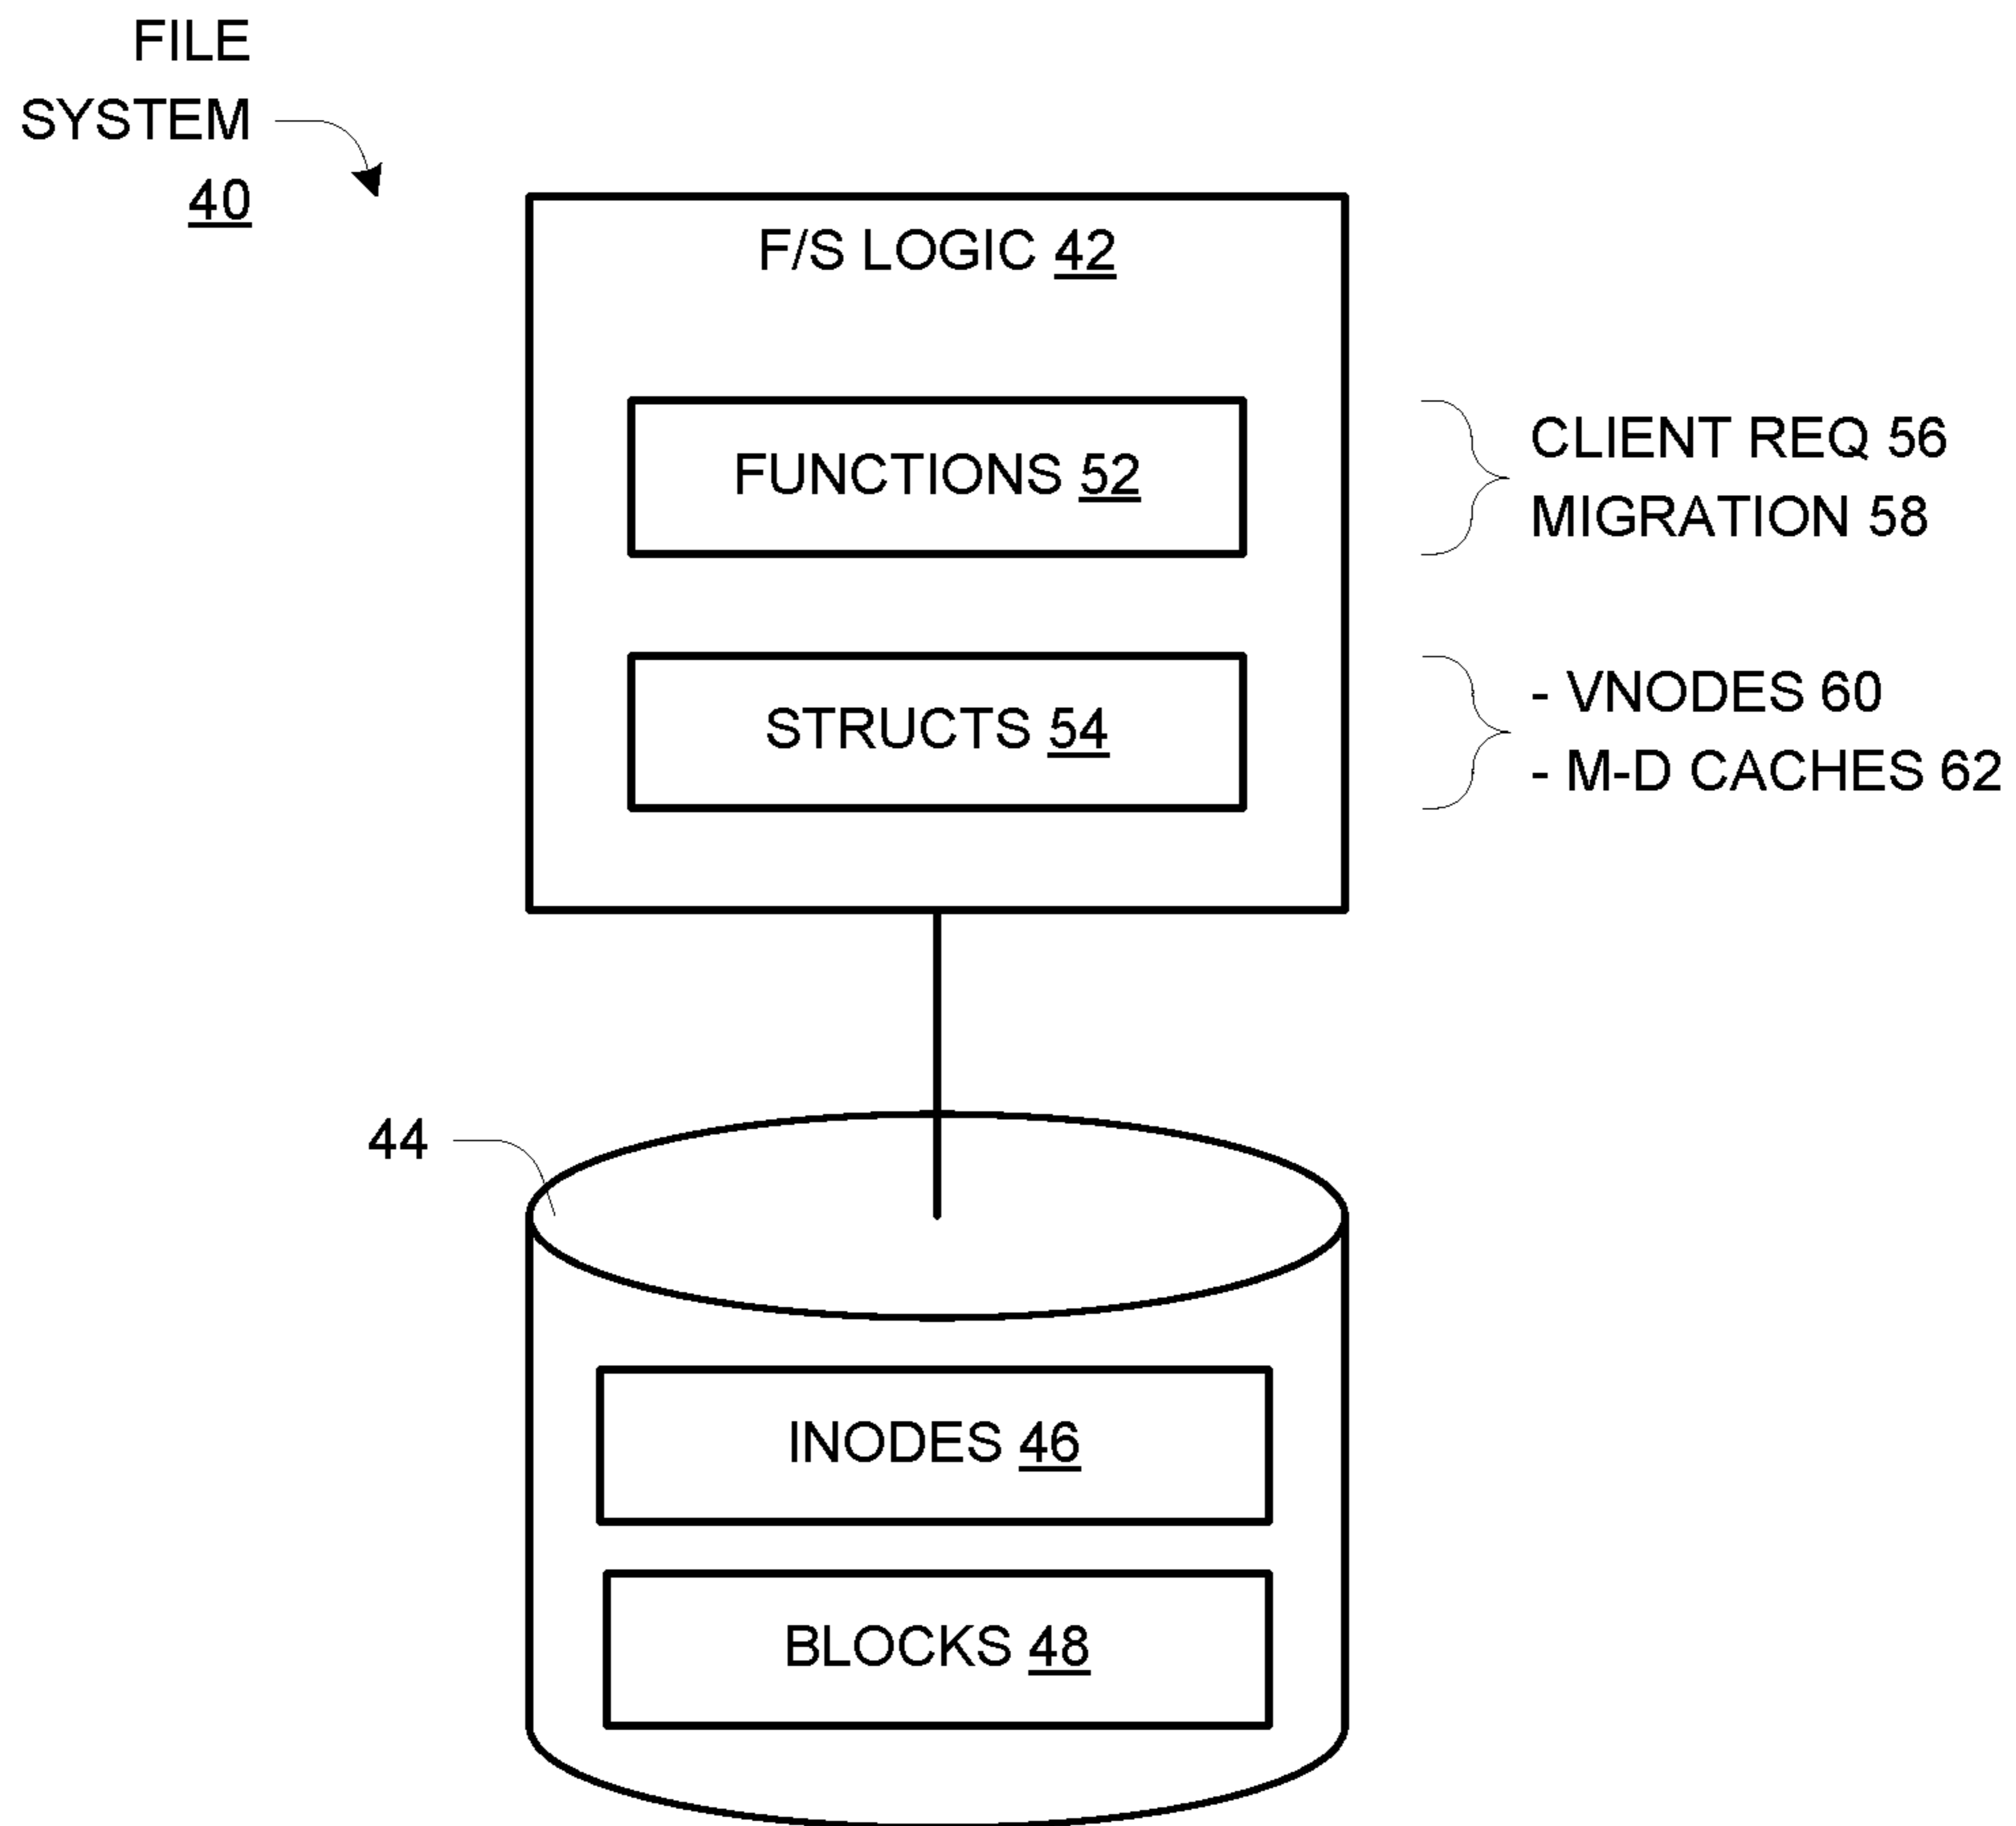 FILE
SYSTEM
40
F/S LOGIC 42
FUNCTIONS 52
CLIENT REQ 56
MIGRATION 58
STRUCTS 54
- VNODES 60
- M-D CACHES 62
44
INODES 46
BLOCKS 48